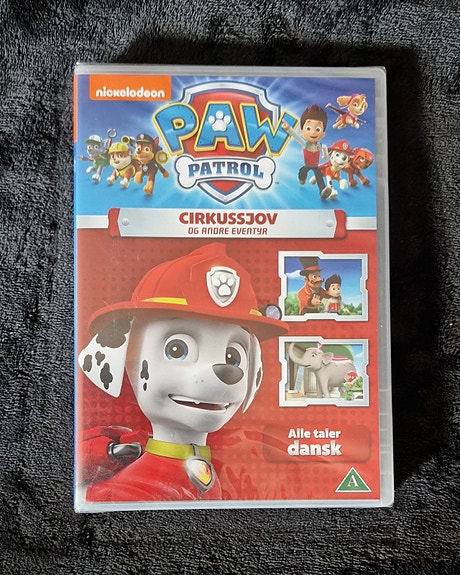 nickelodeon
PAW
PATROL
CIRKUSSJOV
OG ANDRE EVENTYR
Alle taler
dansk
A